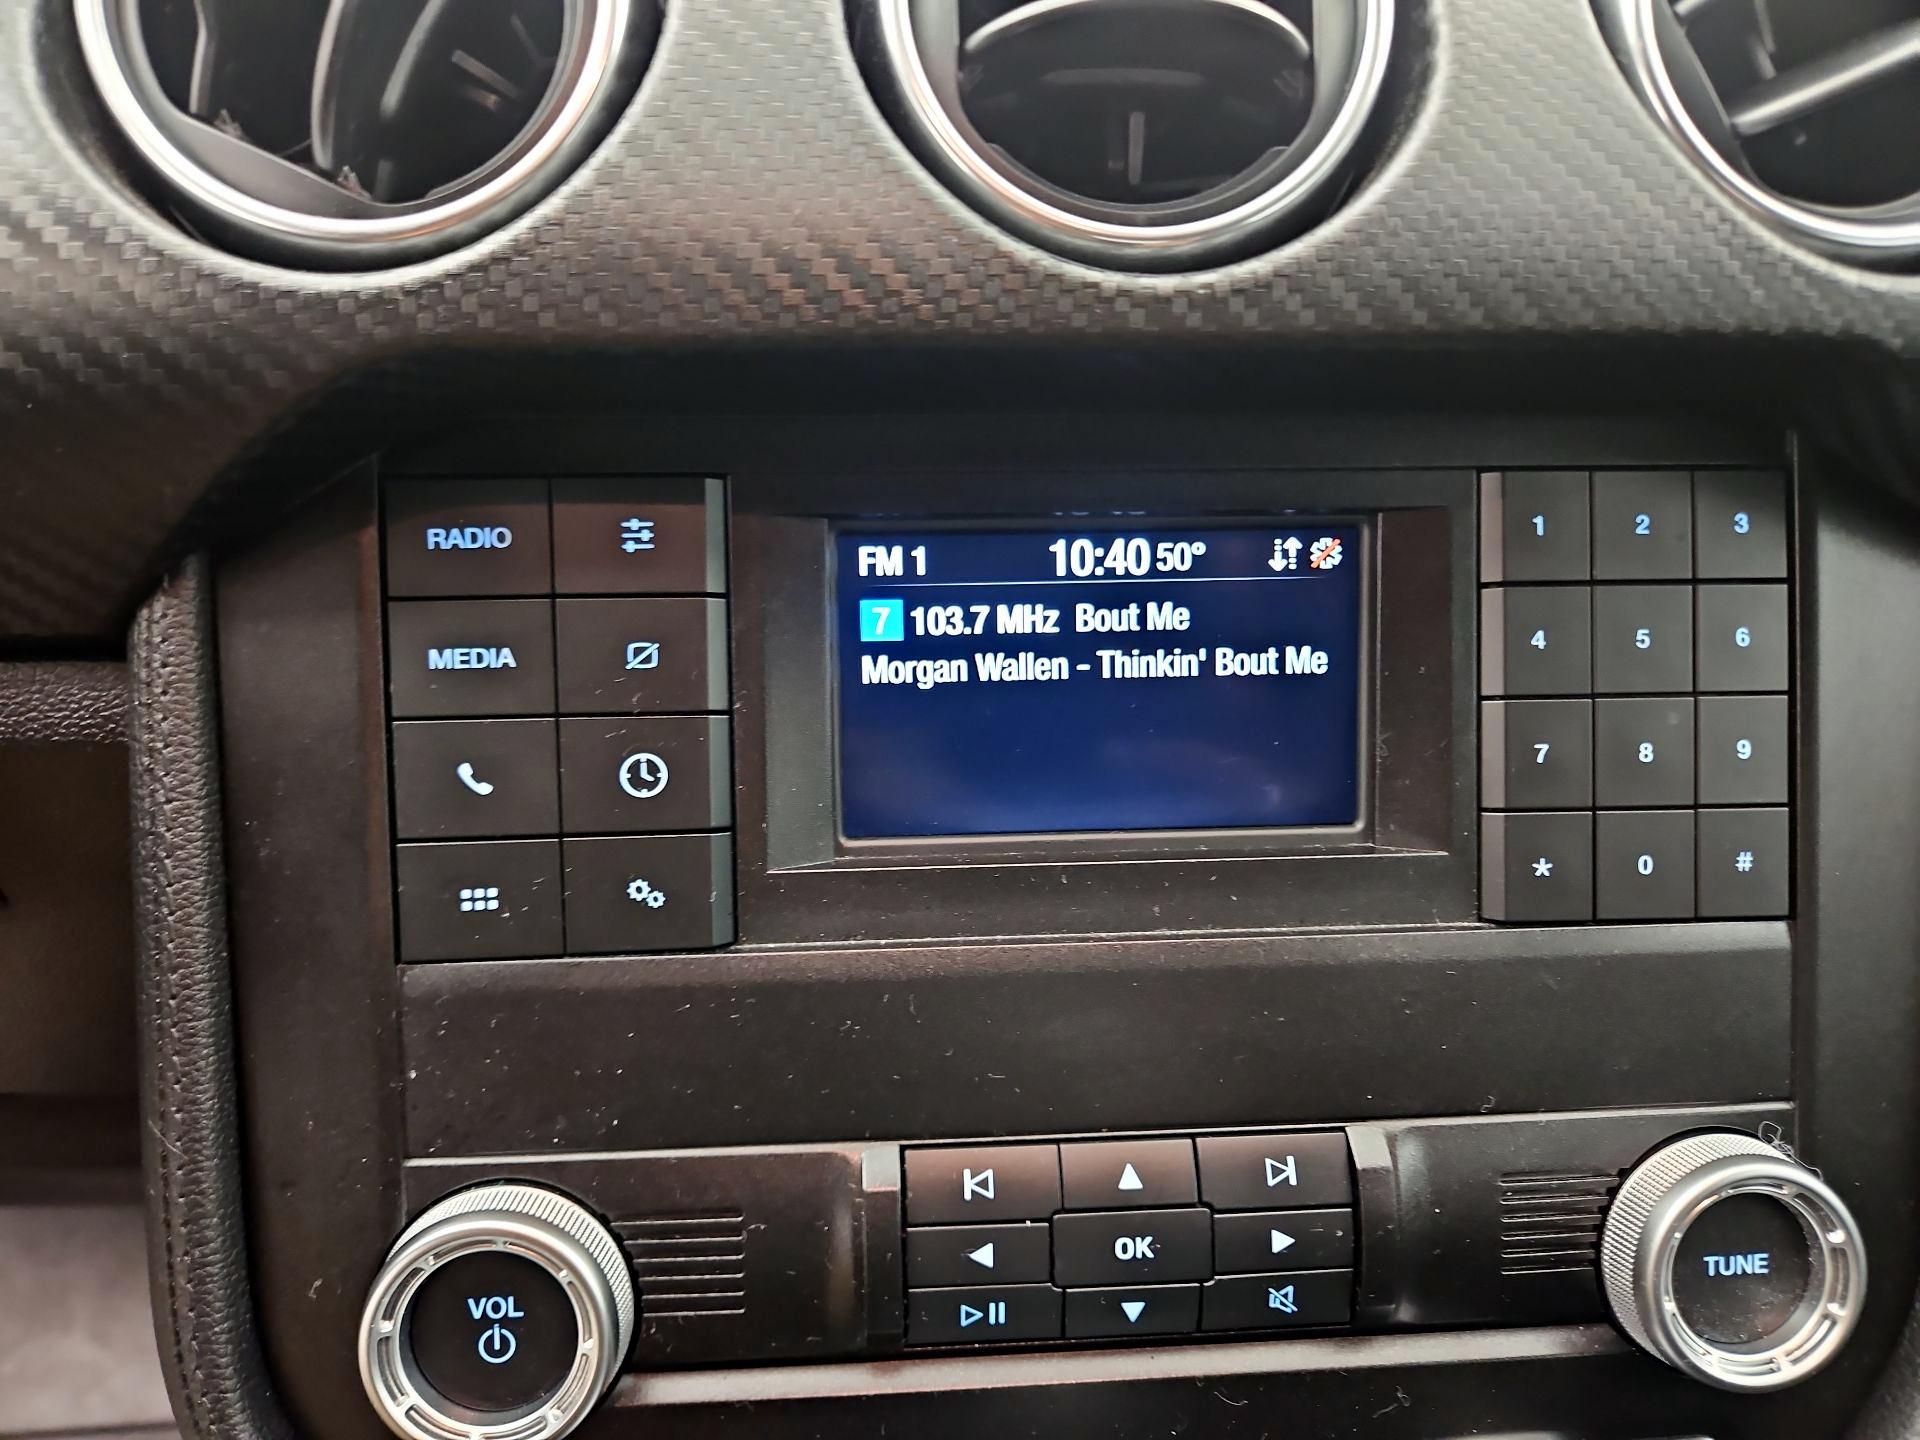 RADIO
MEDIA
FM 1 10:40 50°
7 103.7 MHz Bout Me
Morgan Wallen - Thinkin' Bout Me
1 2 3
4 5 6
7 8 9
* 0 #
VOL
OK
TUNE